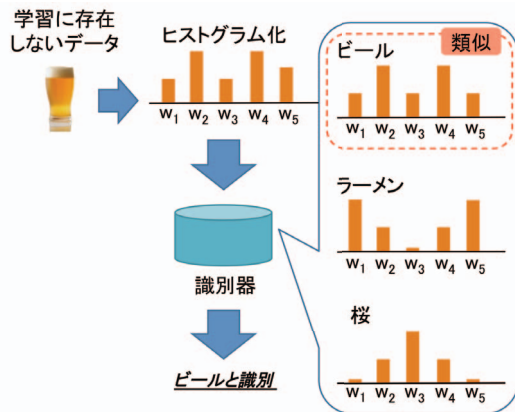 学習に存在
しないデータ
ヒストグラム化
w1 w2 w3 w4 w5
識別器
ビールと識別
類似
ビール
w1 w2 w3 w4 w5
ラーメン
w1 w2 w3 w4 w5
桜
w1 w2 w3 w4 w5